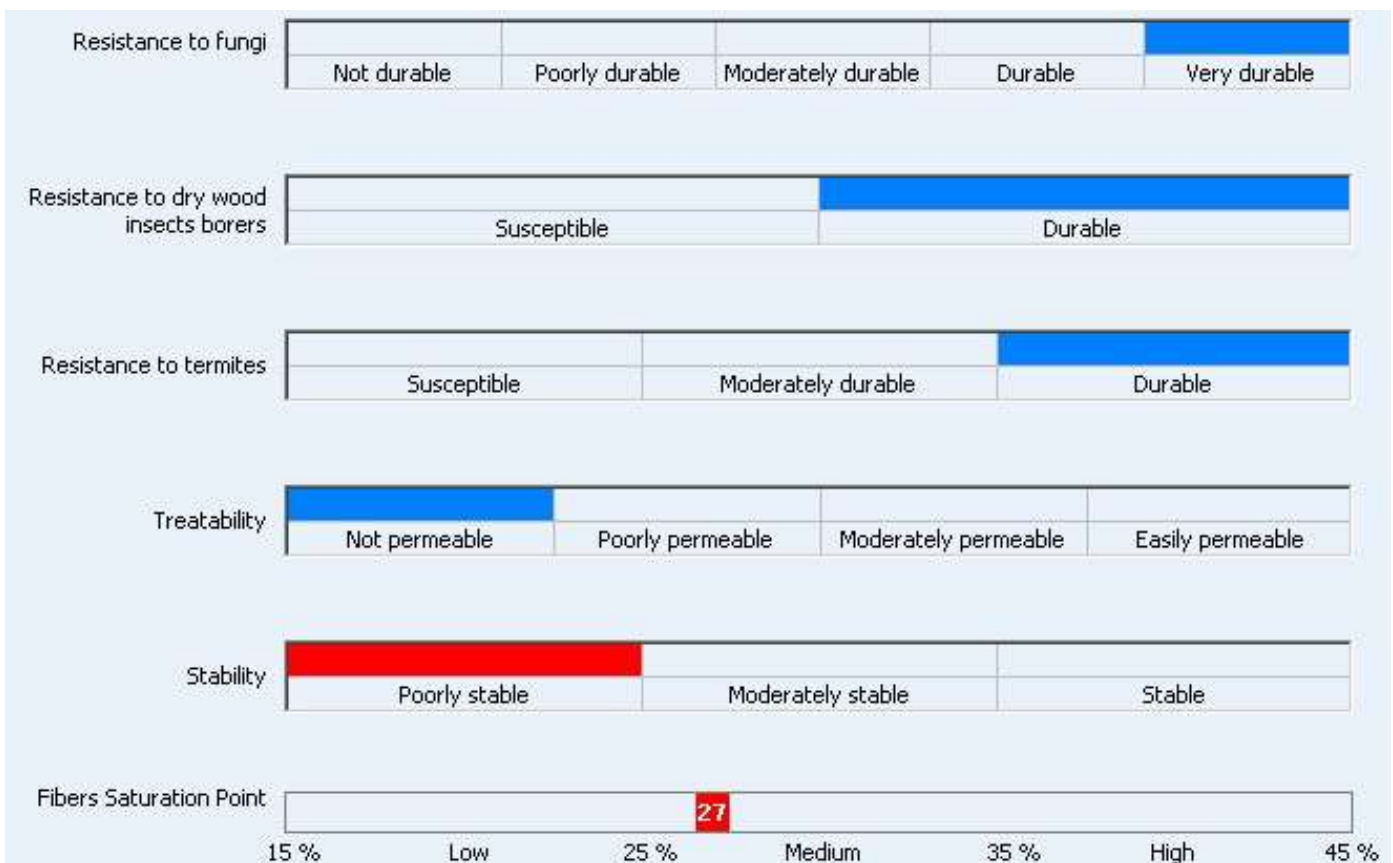 Resistance to fungi
Not durable Poorly durable Moderately durable Durable Very durable
Resistance to dry wood
insects borers
Susceptible Durable
Resistance to termites
Susceptible Moderately durable Durable
Treatability
Not permeable Poorly permeable Moderately permeable Easily permeable
Stability
Poorly stable Moderately stable Stable
Fibers Saturation Point
27
15 % Low 25 % Medium 35 % High 45 %